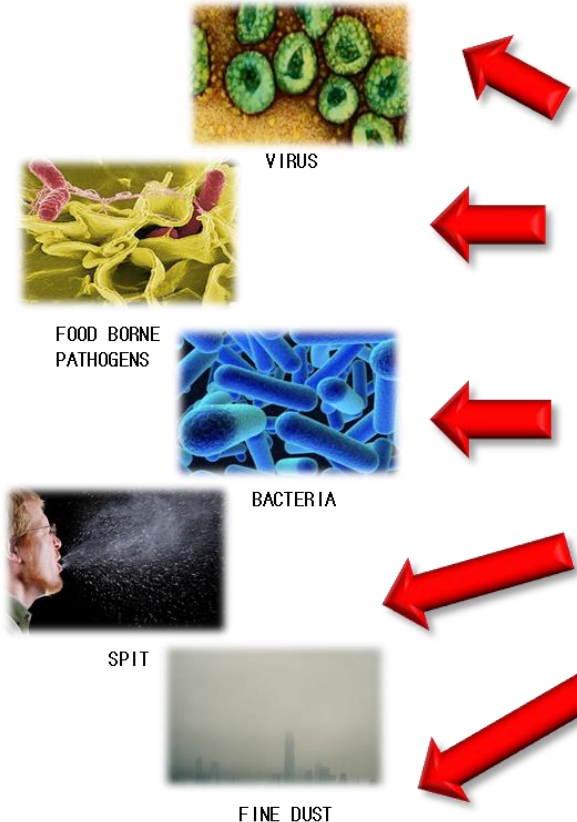 VIRUS
FOOD BORNE
PATHOGENS
BACTERIA
SPIT
FINE DUST